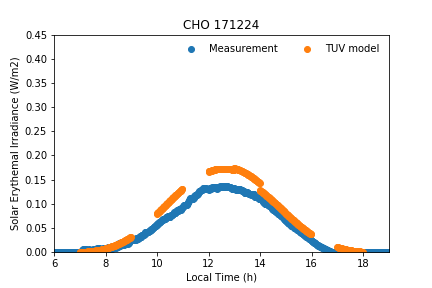 CHO 171224
Measurement TUV model
Solar Erythemal Irradiance (W/m2)
0.45
0.40
0.35
0.30
0.25
0.20
0.15
0.10
0.05
0.00
6 8 10 12 14 16 18
Local Time (h)